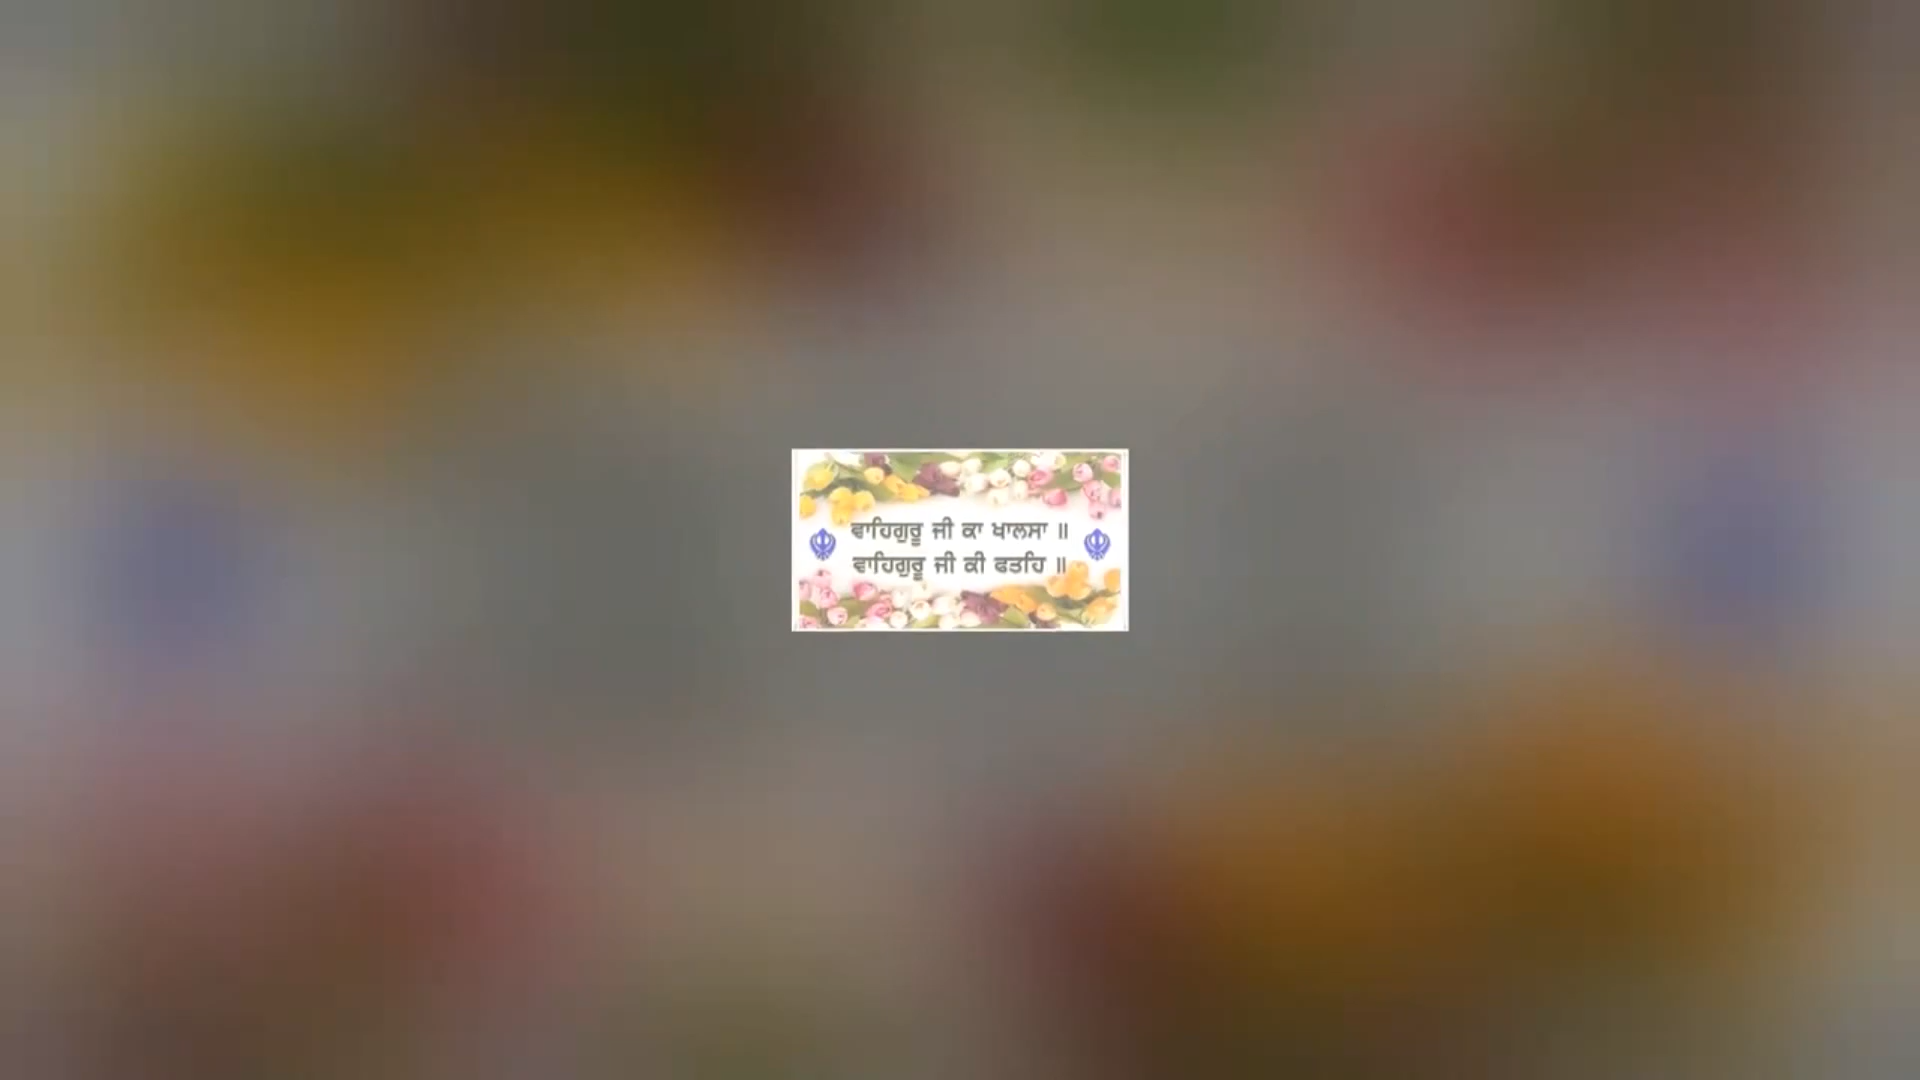 ਵਾਹਿਗੁਰੂ ਜੀ ਕਾ ਖਾਲਸਾ ॥
ਵਾਹਿਗੁਰੂ ਜੀ ਕੀ ਫਤਹਿ ॥